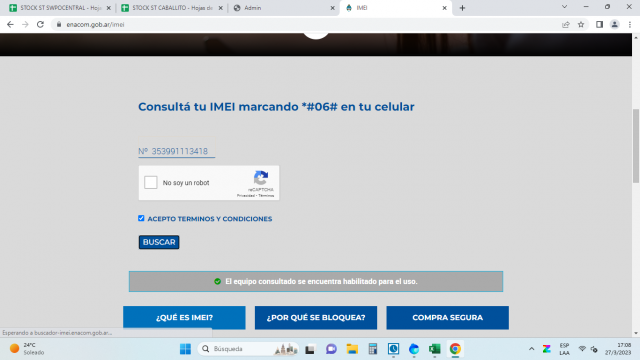 STOCK ST SWPOCENTRAL - Hojas
STOCK ST CABALLITO - Hojas de
Admin
IMEI
enacom.gob.ar/imei
Consultá tu IMEI marcando *#06# en tu celular
Nº 353991113418
No soy un robot
reCAPTCHA
Privacidad - Términos
ACEPTO TERMINOS Y CONDICIONES
BUSCAR
El equipo consultado se encuentra habilitado para el uso.
¿QUÉ ES IMEI?
¿POR QUÉ SE BLOQUEA?
COMPRA SEGURA
Esperando a buscador-imei.enacom.gob.ar...
24°C
Soleado
Búsqueda
ESP
LAA
17:08
27/3/2023